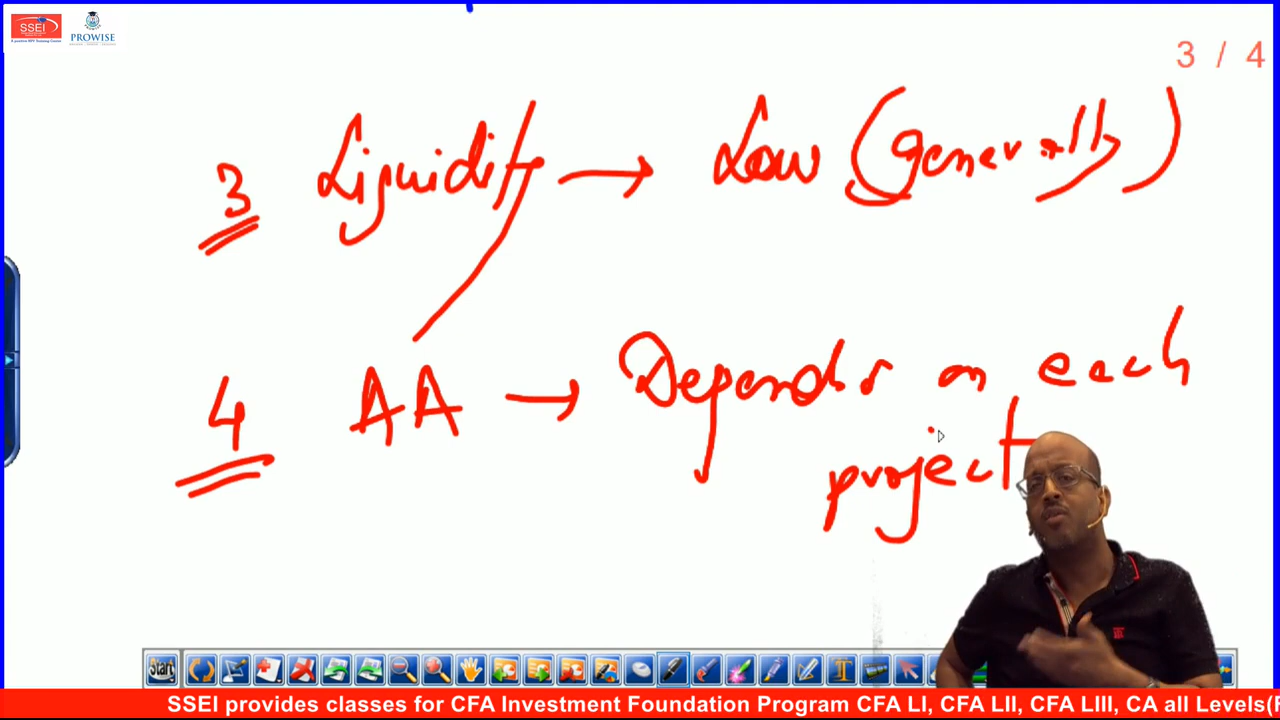 SSEI
PROWISE
3 / 4
3 Liquidity → Low (generally)
4 AA → Depends on each
project
Start
SSEI provides classes for CFA Investment Foundation Program CFA LI, CFA LII, CFA LIII, CA all Levels(F